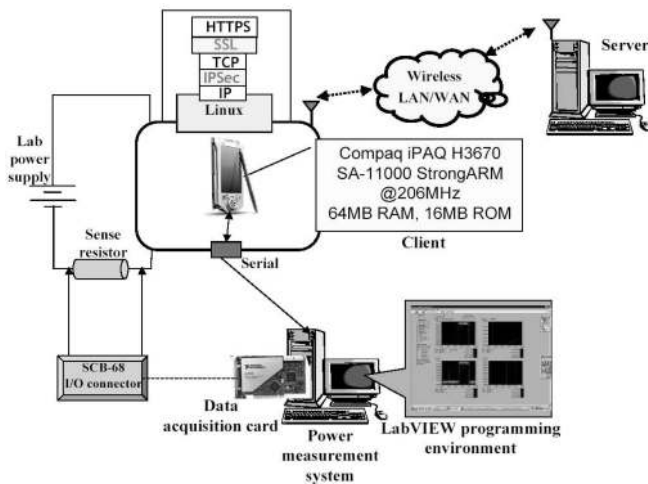 HTTPS
SSL
TCP
IPSec
IP
Linux
Wireless
LAN/WAN
Server
Lab
power
supply
Compaq iPAQ H3670
SA-11000 StrongARM
@206MHz
64MB RAM, 16MB ROM
Client
Sense
resistor
Serial
SCB-68
I/O connector
Data
acquisition card
Power
measurement
system
LabVIEW programming
environment